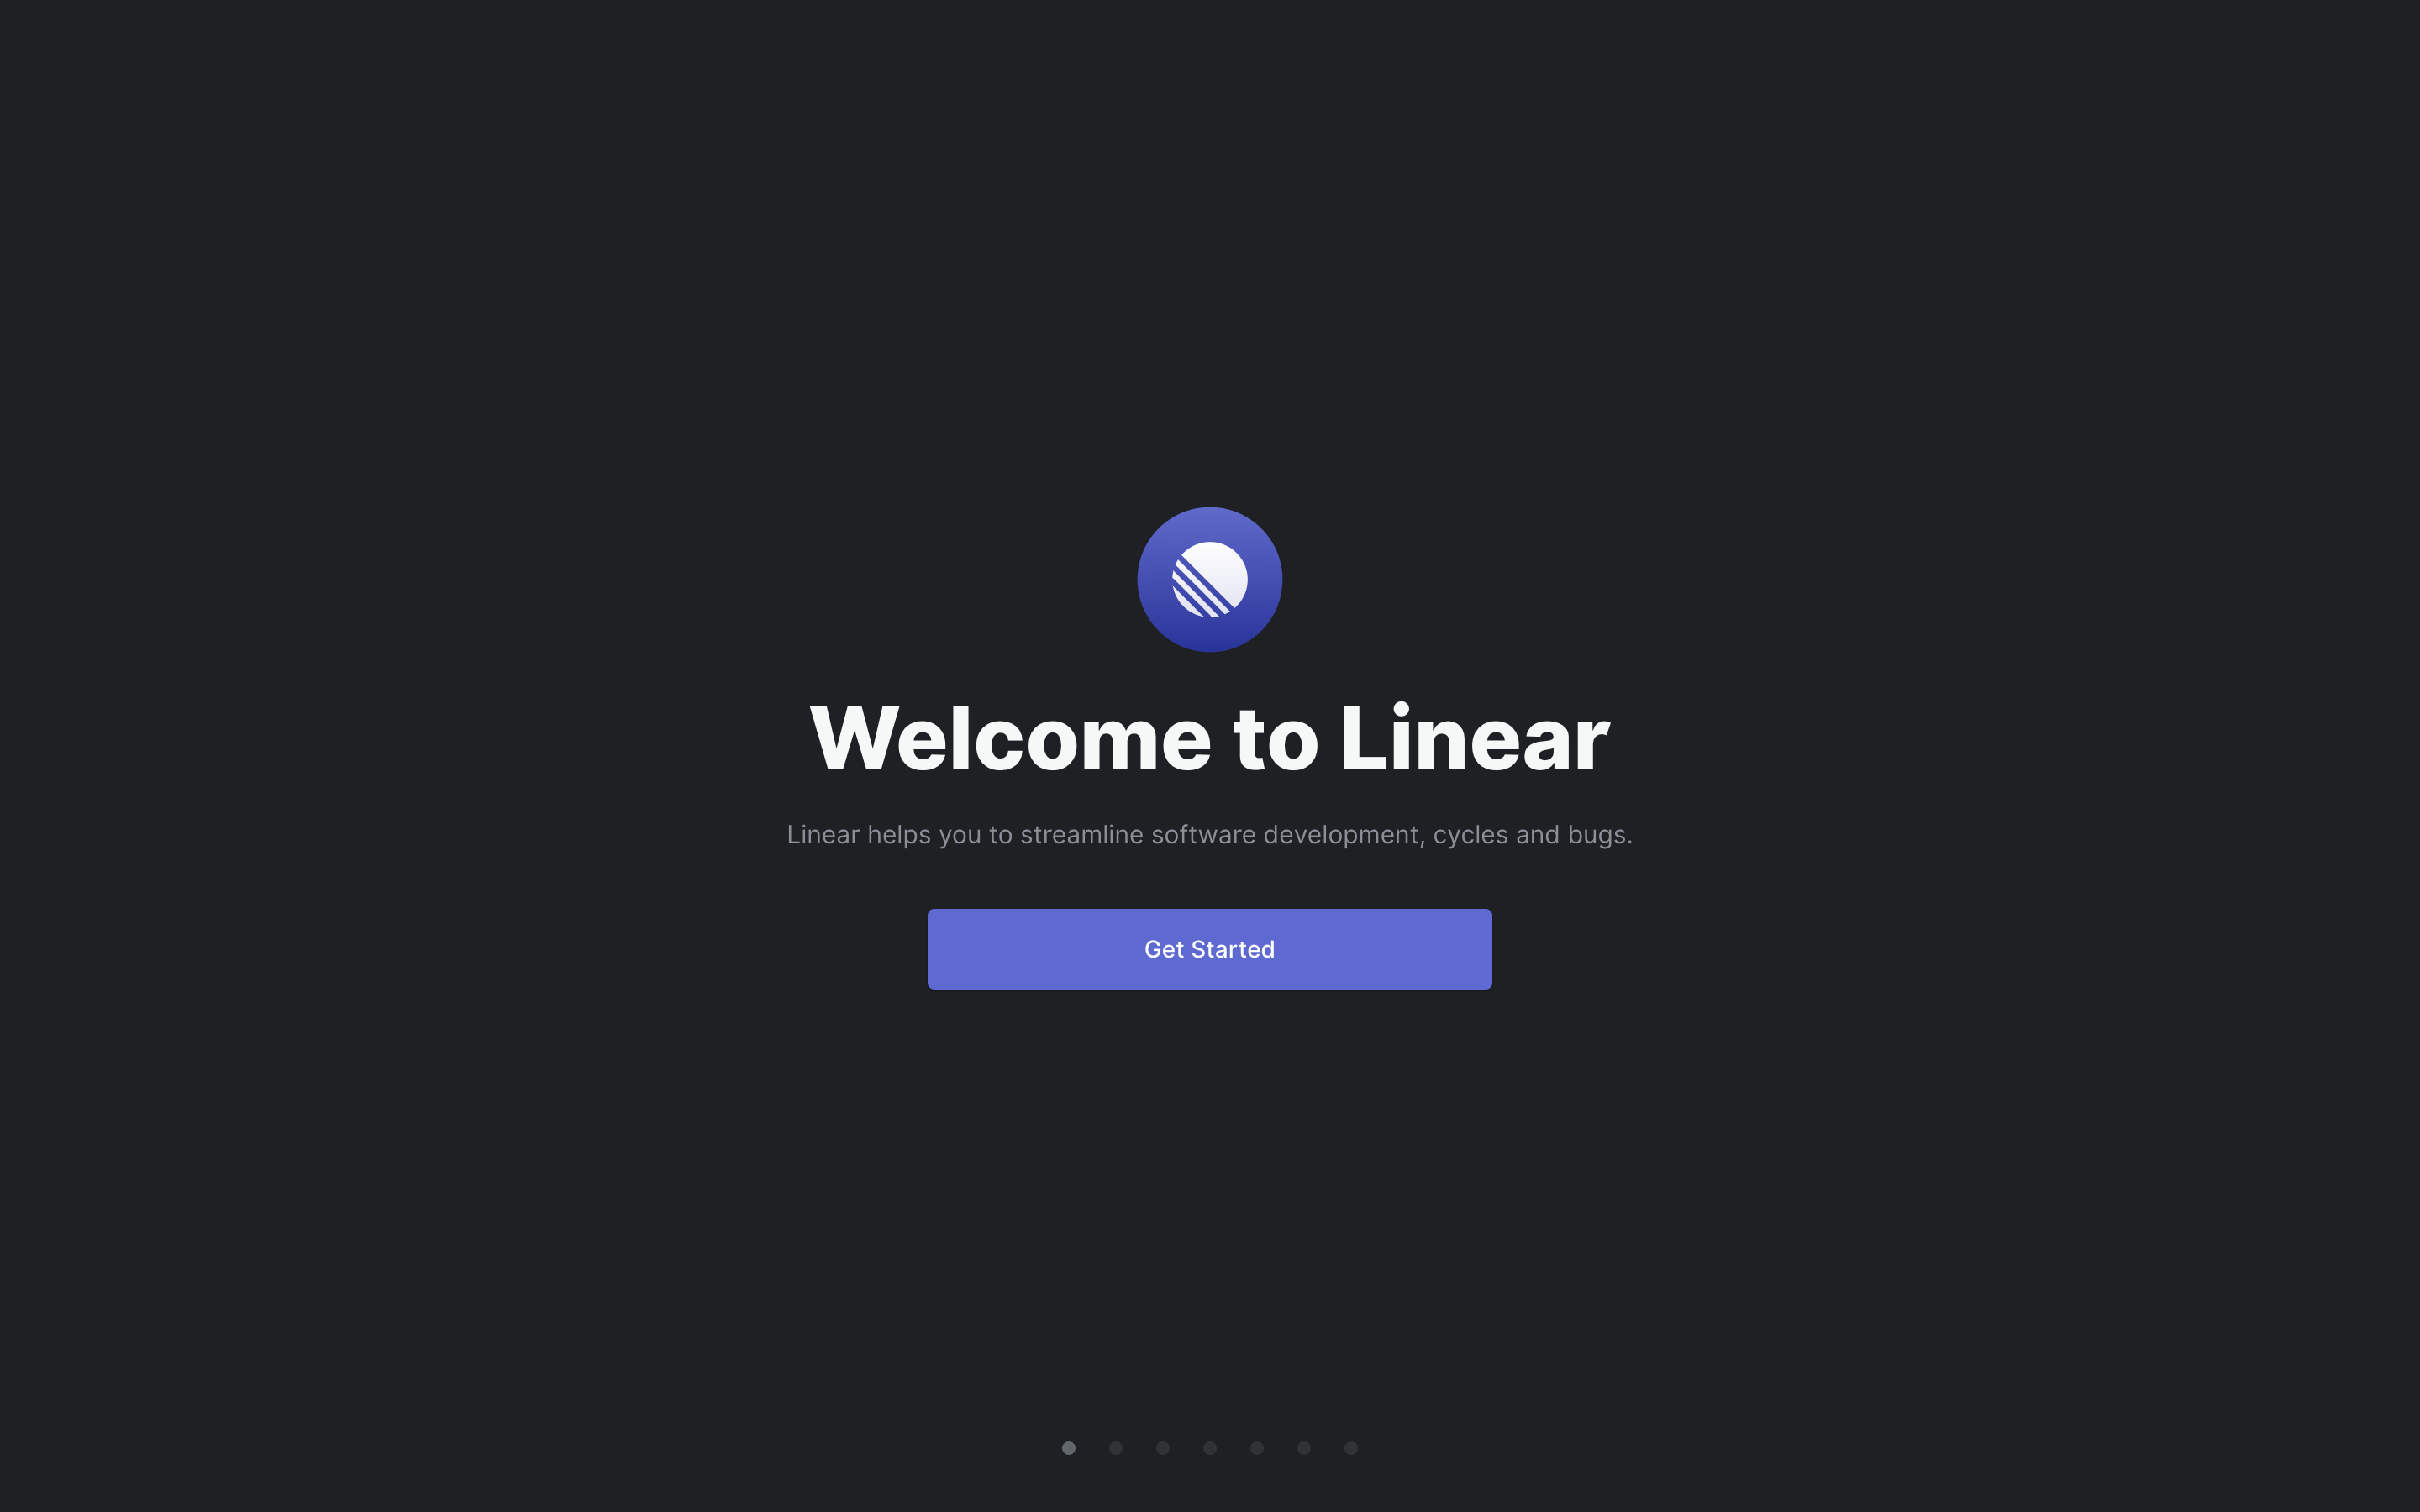 Welcome to Linear
Linear helps you to streamline software development, cycles and bugs.
Get Started